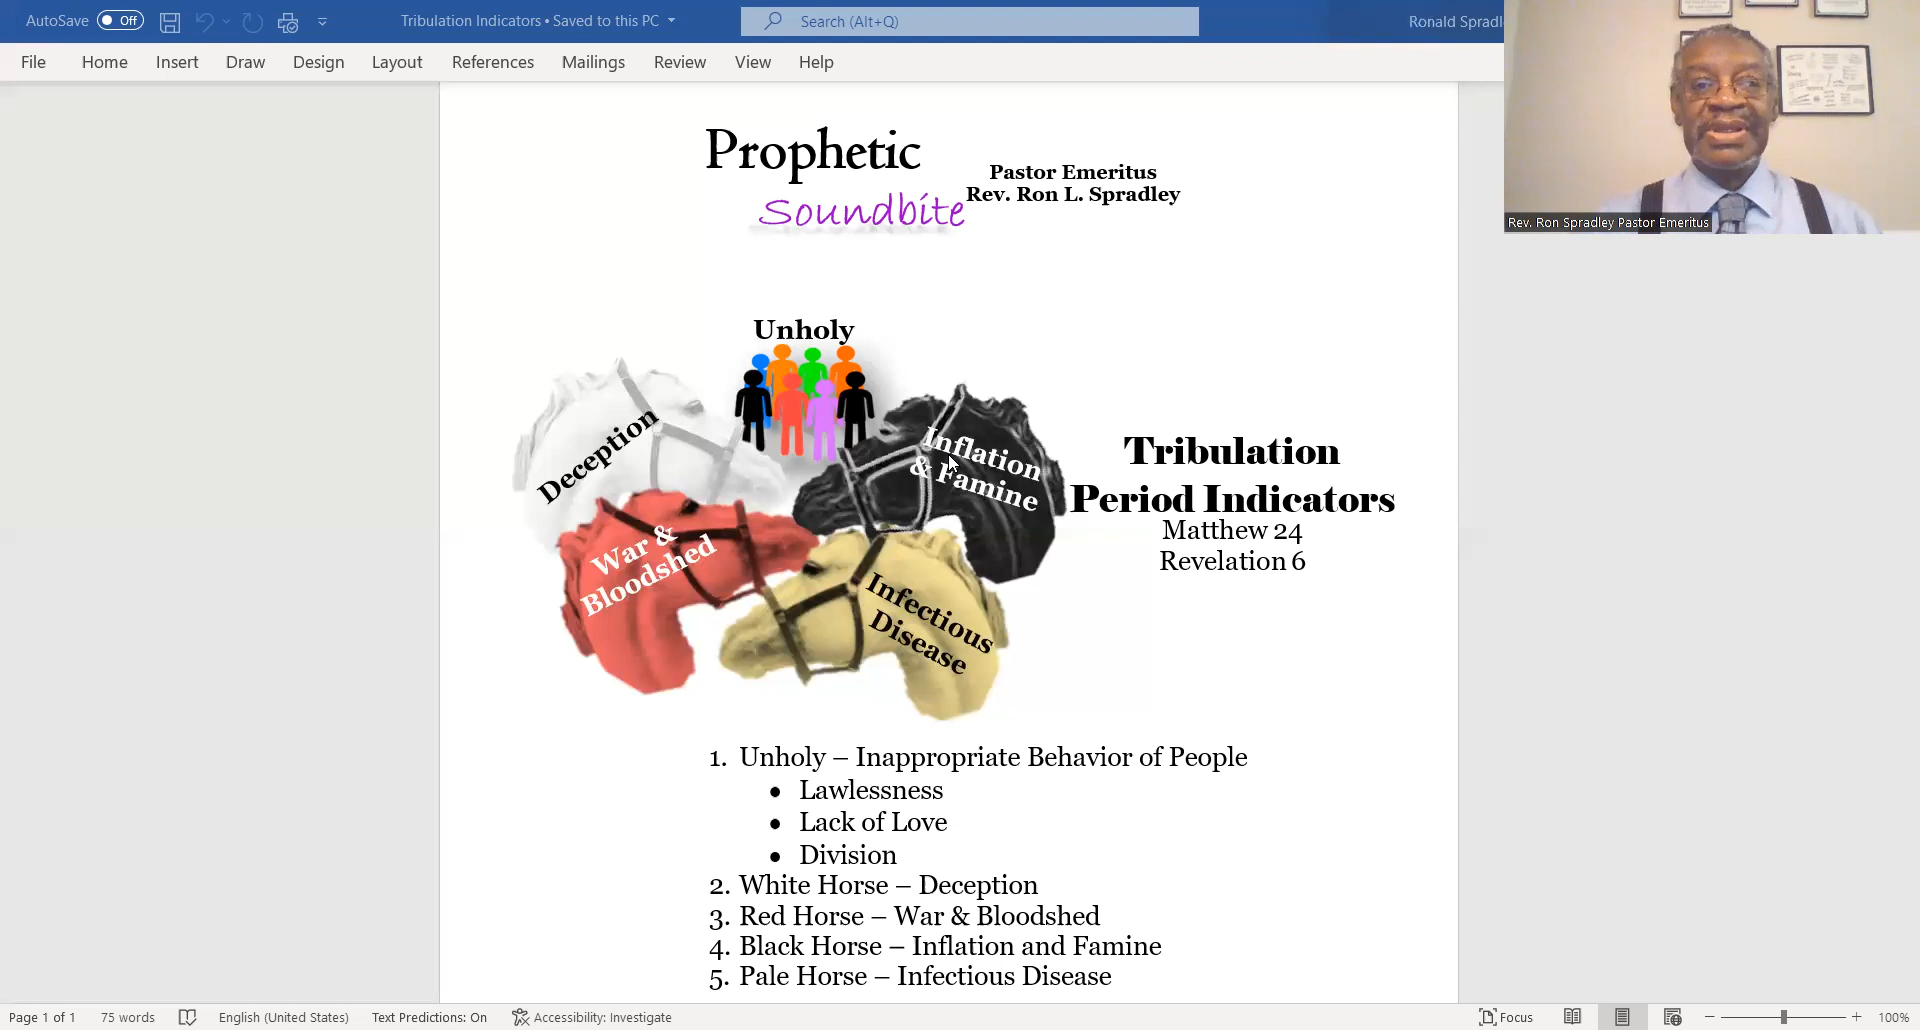 AutoSave Off Tribulation Indicators • Saved to this PC Search (Alt+Q) Ronald Spradl
File Home Insert Draw Design Layout References Mailings Review View Help
Prophetic
Soundbite
Pastor Emeritus
Rev. Ron L. Spradley
Rev. Ron Spradley Pastor Emeritus
Unholy
Deception
Inflation
& Famine
War &
Bloodshed
Infectious
Disease
Tribulation
Period Indicators
Matthew 24
Revelation 6
1. Unholy – Inappropriate Behavior of People
• Lawlessness
• Lack of Love
• Division
2. White Horse – Deception
3. Red Horse – War & Bloodshed
4. Black Horse – Inflation and Famine
5. Pale Horse – Infectious Disease
Page 1 of 1 75 words English (United States) Text Predictions: On Accessibility: Investigate Focus 100%